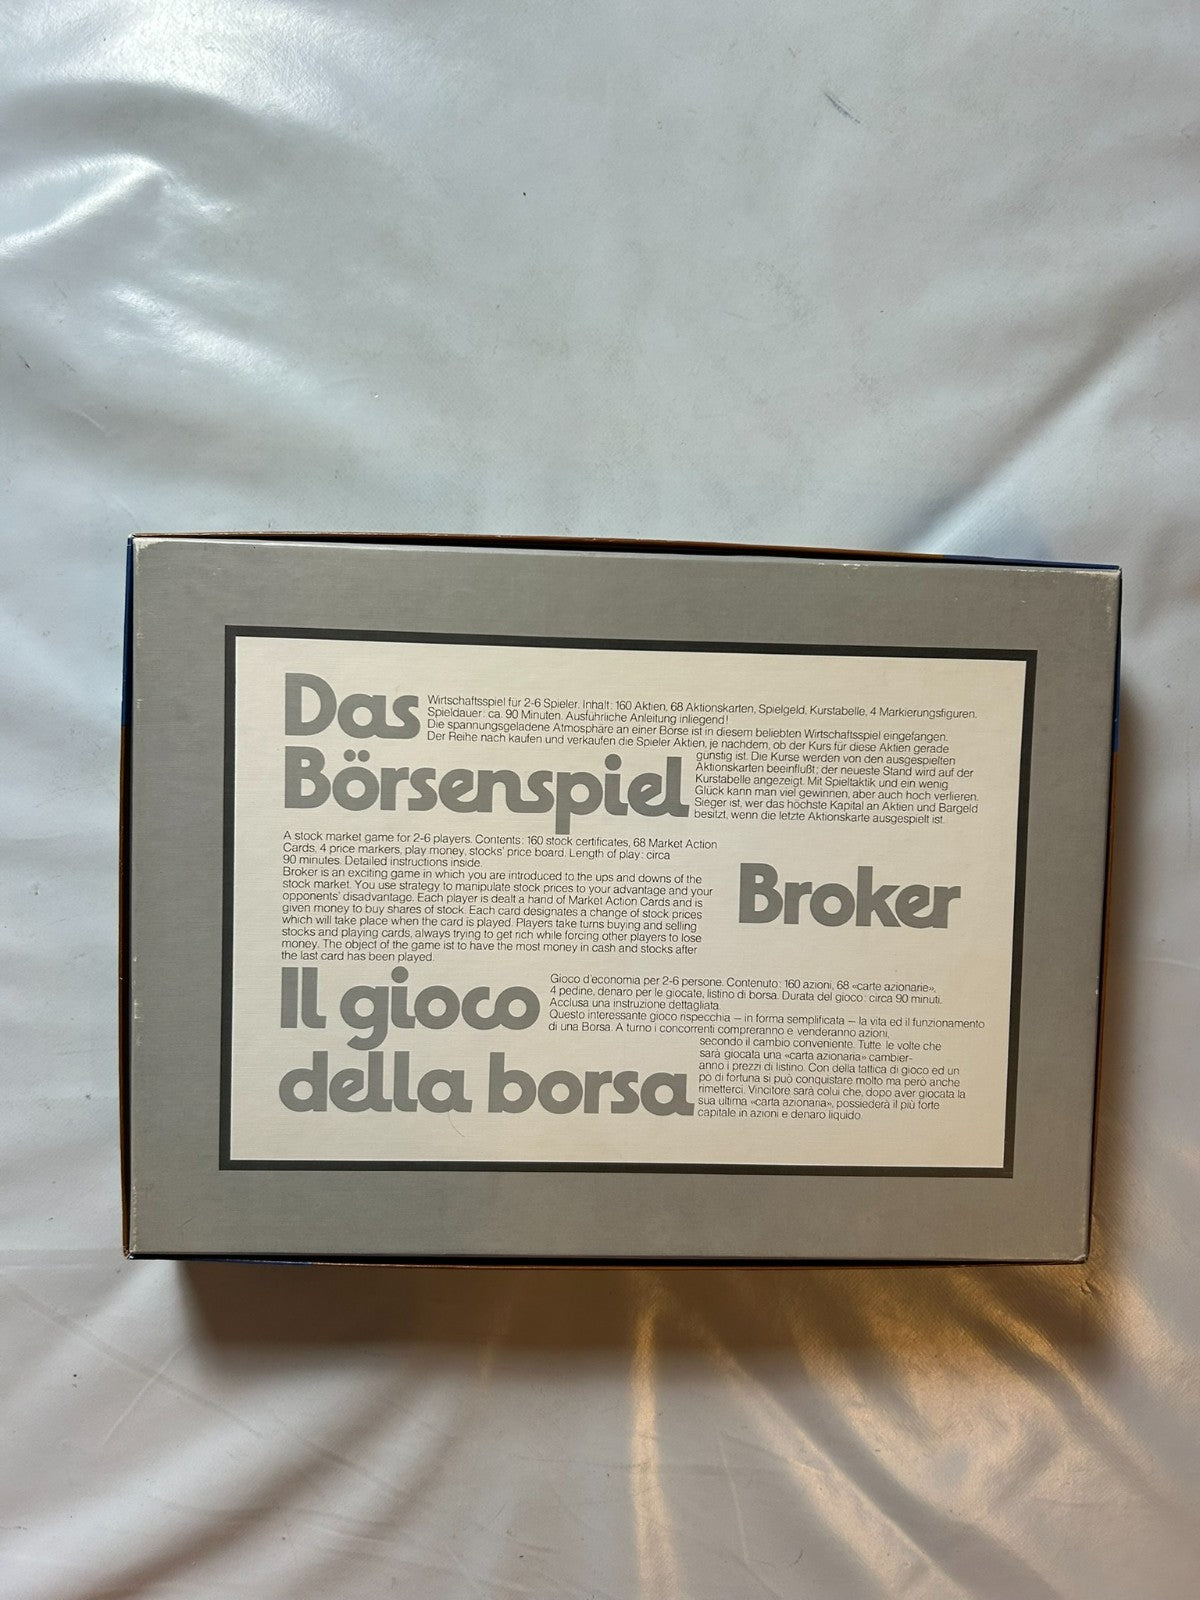 Das
Wirtschaftsspiel für 2-6 Spieler. Inhalt: 160 Aktien, 68 Aktionskarten, Spielgeld, Kurstabelle, 4 Markierungsfiguren.
Spieldauer: ca. 90 Minuten. Ausführliche Anleitung inliegend!
Die spannungsgeladene Atmosphäre an einer Börse ist in diesem beliebten Wirtschaftsspiel eingefangen.
Der Reihe nach kaufen und verkaufen die Spieler Aktien, je nachdem, ob der Kurs für diese Aktien gerade
Börsenspiel
günstig ist. Die Kurse werden von den ausgespielten
Aktionskarten beeinflußt; der neueste Stand wird auf der
Kurstabelle angezeigt. Mit Spieltaktik und ein wenig
Glück kann man viel gewinnen, aber auch hoch verlieren.
Sieger ist, wer das höchste Kapital an Aktien und Bargeld
besitzt, wenn die letzte Aktionskarte ausgespielt ist.
A stock market game for 2-6 players. Contents: 160 stock certificates, 68 Market Action
Cards, 4 price markers, play money, stocks' price board. Length of play: circa
90 minutes. Detailed instructions inside.
Broker is an exciting game in which you are introduced to the ups and downs of the
stock market. You use strategy to manipulate stock prices to your advantage and your
opponents' disadvantage. Each player is dealt a hand of Market Action Cards and is
given money to buy shares of stock. Each card designates a change of stock prices
which will take place when the card is played. Players take turns buying and selling
stocks and playing cards, always trying to get rich while forcing other players to lose
money. The object of the game ist to have the most money in cash and stocks after
the last card has been played.
Broker
Il gioco
Gioco d'economia per 2-6 persone. Contenuto: 160 azioni, 68 «carte azionarie»,
4 pedine, denaro per le giocate, listino di borsa. Durata del gioco: circa 90 minuti.
Acclusa una instruzione dettagliata.
Questo interessante gioco rispecchia – in forma semplificata – la vita ed il funzionamento
di una Borsa. A turno i concorrenti compreranno e venderanno azioni,
della borsa
secondo il cambio conveniente. Tutte le volte che
sarà giocata una «carta azionaria» cambier-
anno i prezzi di listino. Con della tattica di gioco ed un
pò di fortuna si può conquistare molto ma però anche
rimetterci. Vincitore sarà colui che, dopo aver giocata la
sua ultima «carta azionaria», possiederà il più forte
capitale in azioni e denaro liquido.